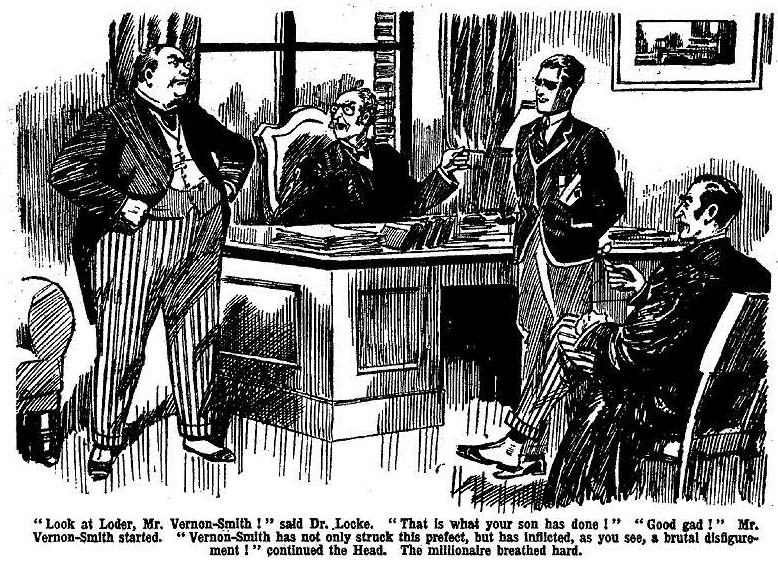 "Look at Loder, Mr. Vernon-Smith!" said Dr. Locke. "That is what your son has done!" "Good gad!" Mr.
Vernon-Smith started. "Vernon-Smith has not only struck this prefect, but has inflicted, as you see, a brutal disfigure-
ment!" continued the Head. The millionaire breathed hard.